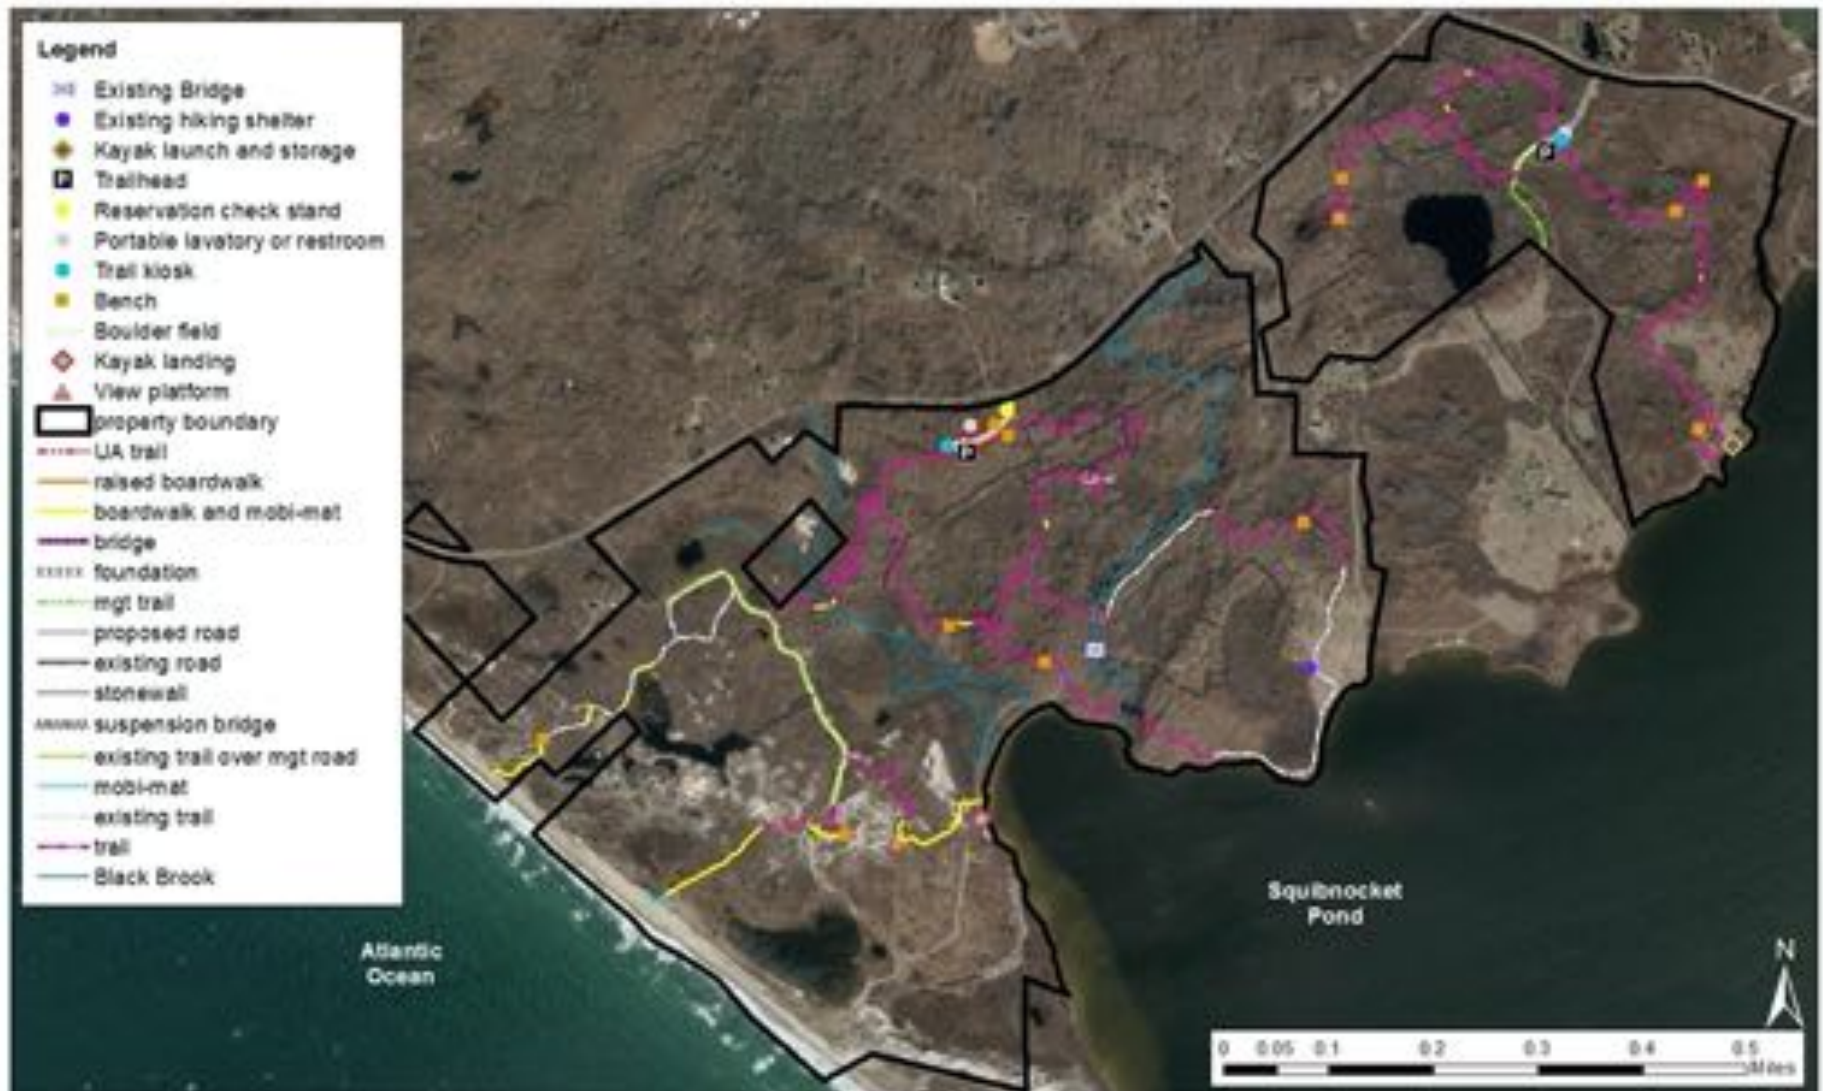 Legend
Existing Bridge
Existing hiking shelter
Kayak launch and storage
P Trailhead
Reservation check stand
Portable lavatory or restroom
Trail kiosk
Bench
Boulder field
Kayak landing
View platform
property boundary
UA trail
raised boardwalk
boardwalk and mobi-mat
bridge
foundation
mgt trail
proposed road
existing road
stonewall
suspension bridge
existing trail over mgt road
mobi-mat
existing trail
trail
Black Brook
P
P
Atlantic
Ocean
Squibnocket
Pond
N
0 0.05 0.1 0.2 0.3 0.4 0.5
Miles